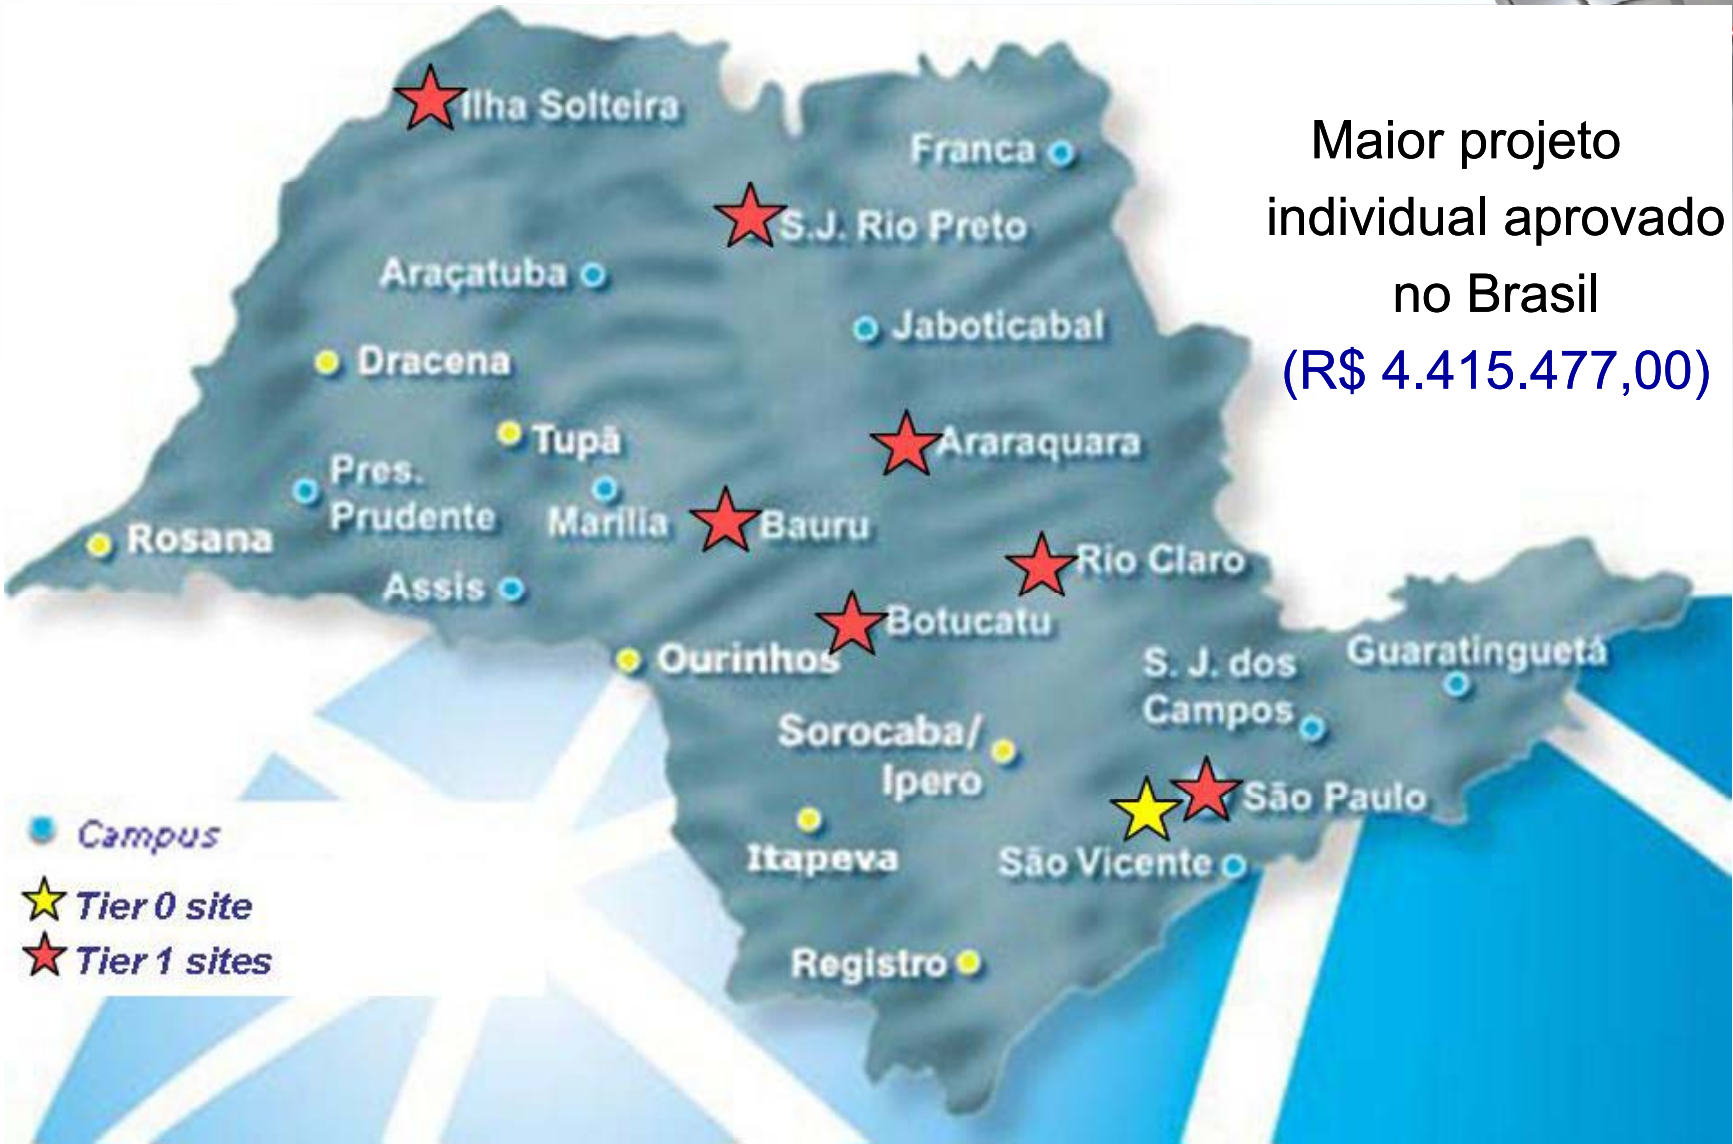 Ilha Solteira
Franca
Maior projeto
individual aprovado
no Brasil
(R$ 4.415.477,00)
S.J. Rio Preto
Araçatuba
Jaboticabal
Dracena
Tupã
Araraquara
Pres.
Prudente
Marília
Bauru
Rosana
Rio Claro
Assis
Botucatu
Ourinhos
S. J. dos
Campos
Guaratinguetá
Sorocaba/
Ipero
São Paulo
Itapeva
São Vicente
Registro
Campus
Tier 0 site
Tier 1 sites